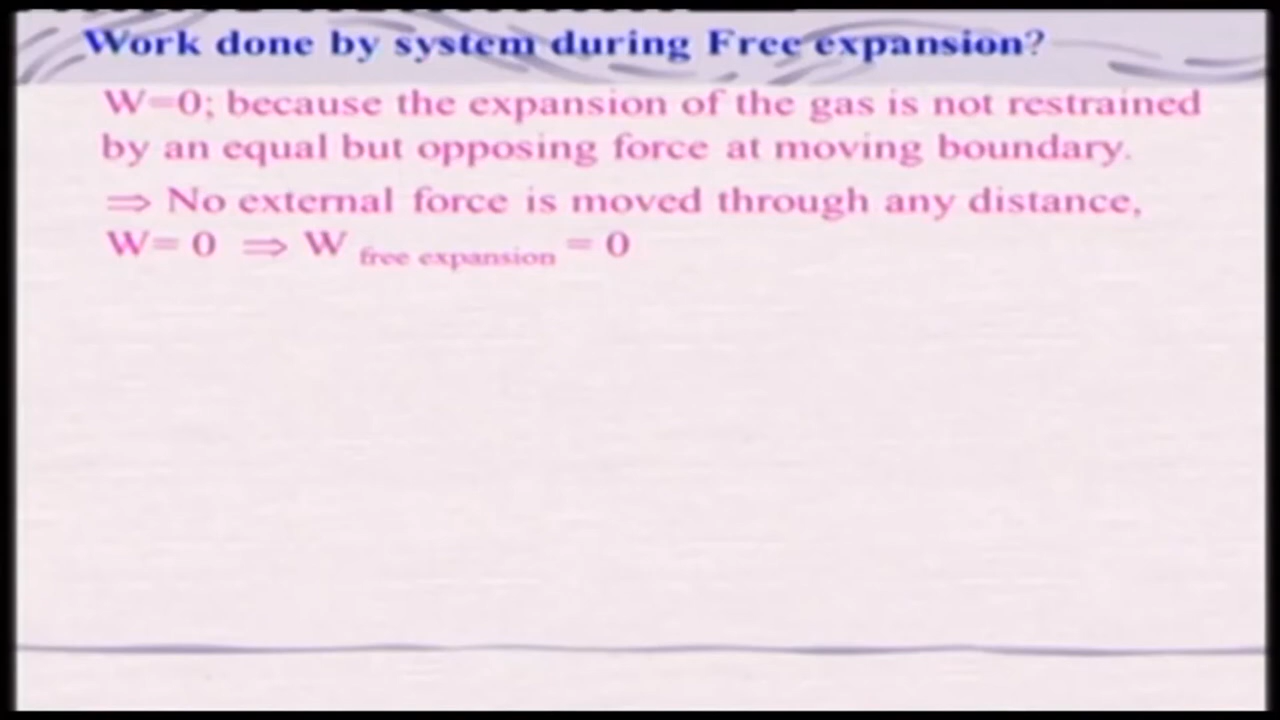 Work done by system during Free expansion?
W=0; because the expansion of the gas is not restrained
by an equal but opposing force at moving boundary.
⇒ No external force is moved through any distance,
W= 0 ⇒ W free expansion = 0